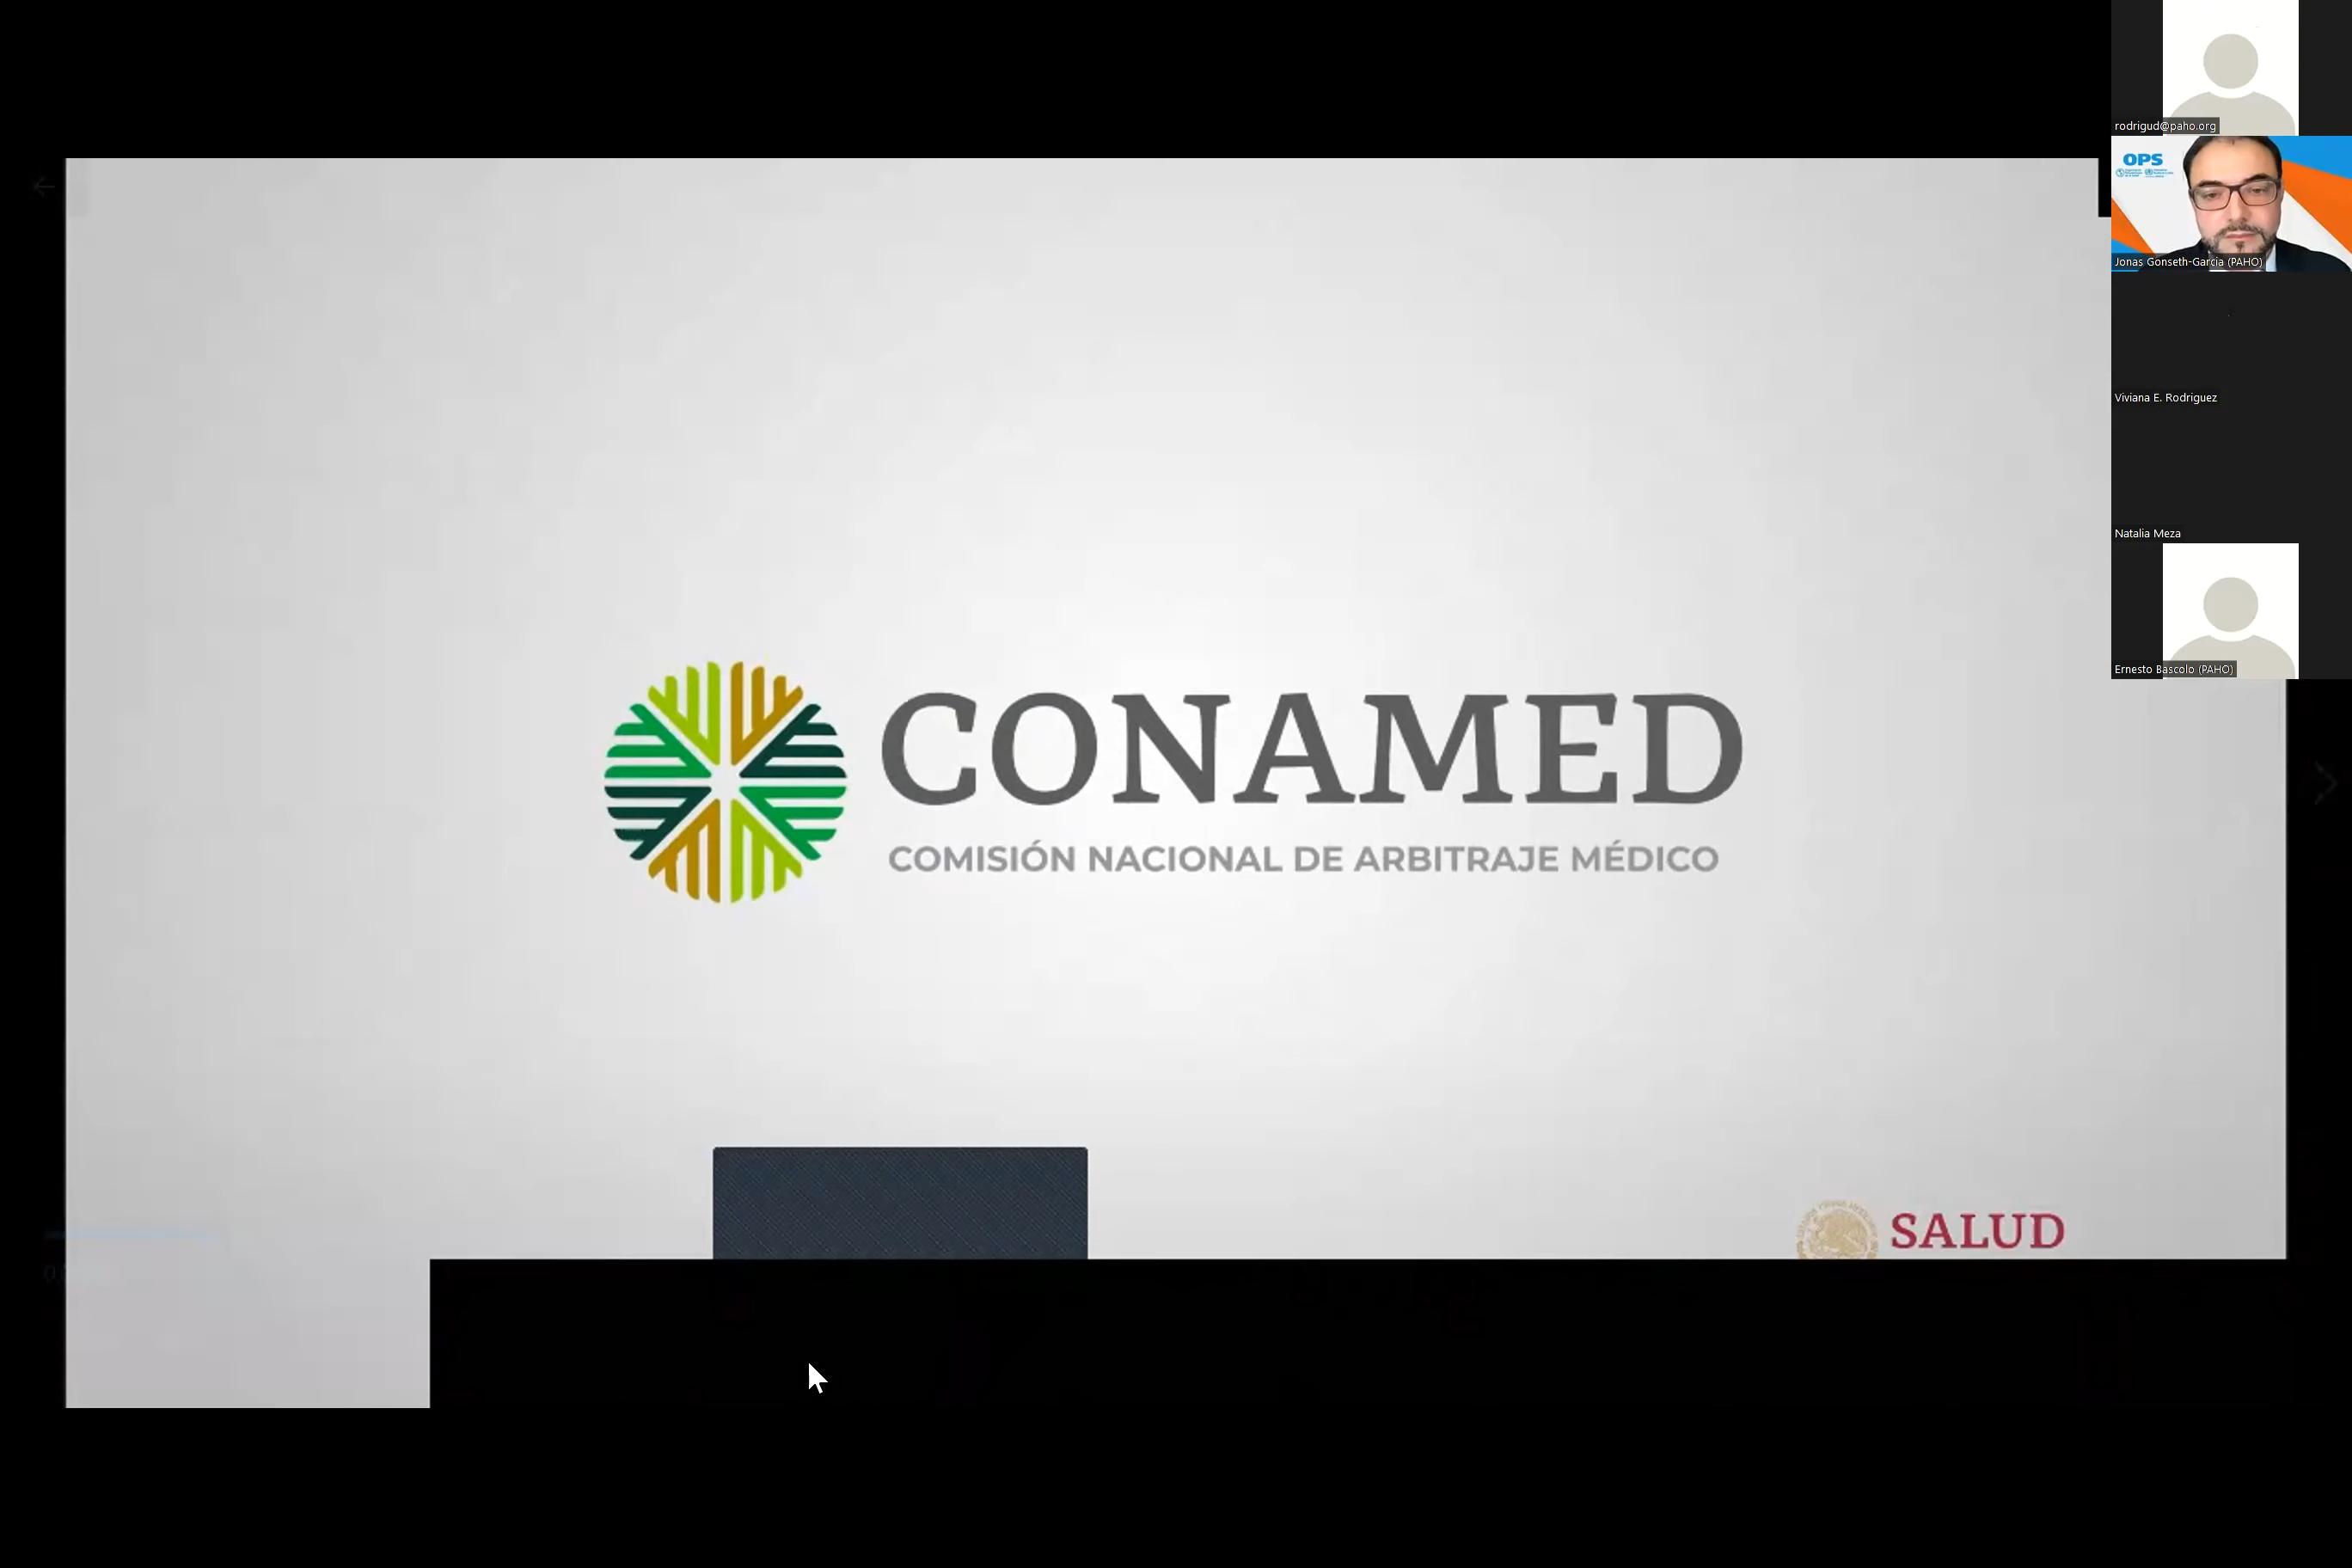 rodrigud@paho.org
OPS
Jonas Gonseth-Garcia (PAHO)
Viviana E. Rodriguez
Natalia Meza
Ernesto Bascolo (PAHO)
CONAMED
COMISIÓN NACIONAL DE ARBITRAJE MÉDICO
SALUD